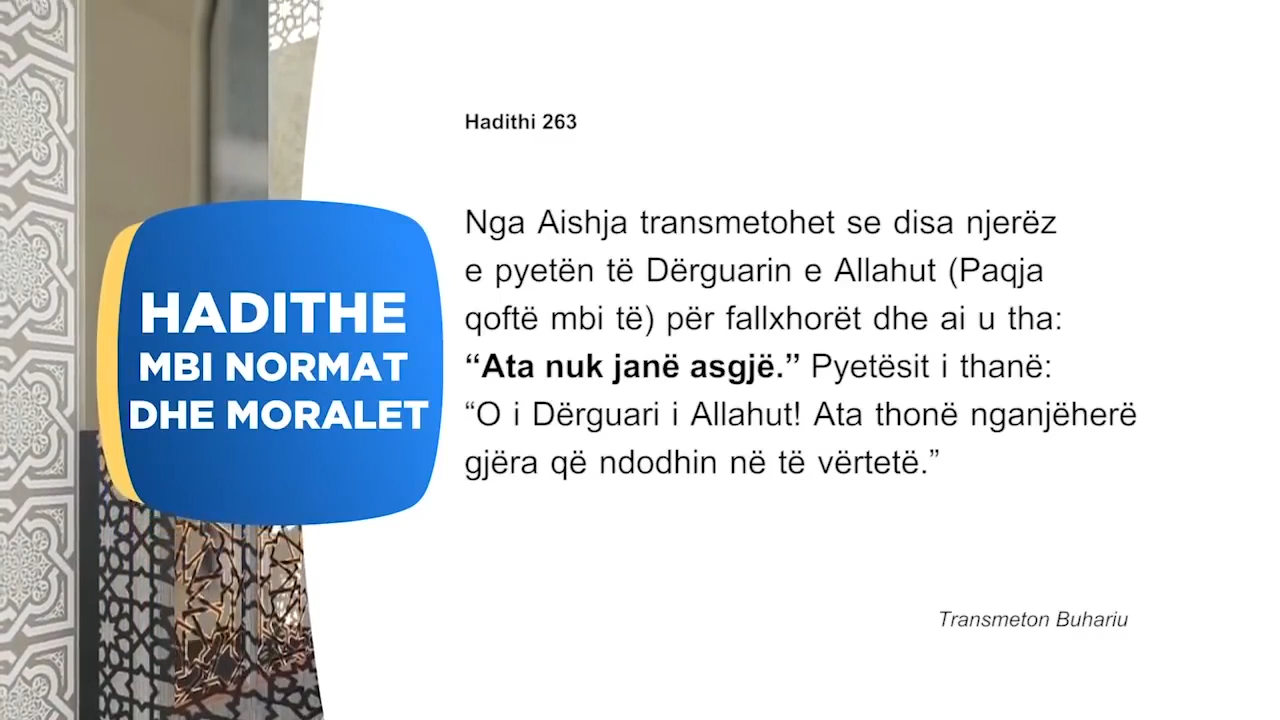 HADITHE
MBI NORMAT
DHE MORALET
Hadithi 263
Nga Aishja transmetohet se disa njerëz
e pyetën të Dërguarin e Allahut (Paqja
qoftë mbi të) për fallxhorët dhe ai u tha:
“Ata nuk janë asgjë.” Pyetësit i thanë:
“O i Dërguari i Allahut! Ata thonë nganjëherë
gjëra që ndodhin në të vërtetë.”
Transmeton Buhariu